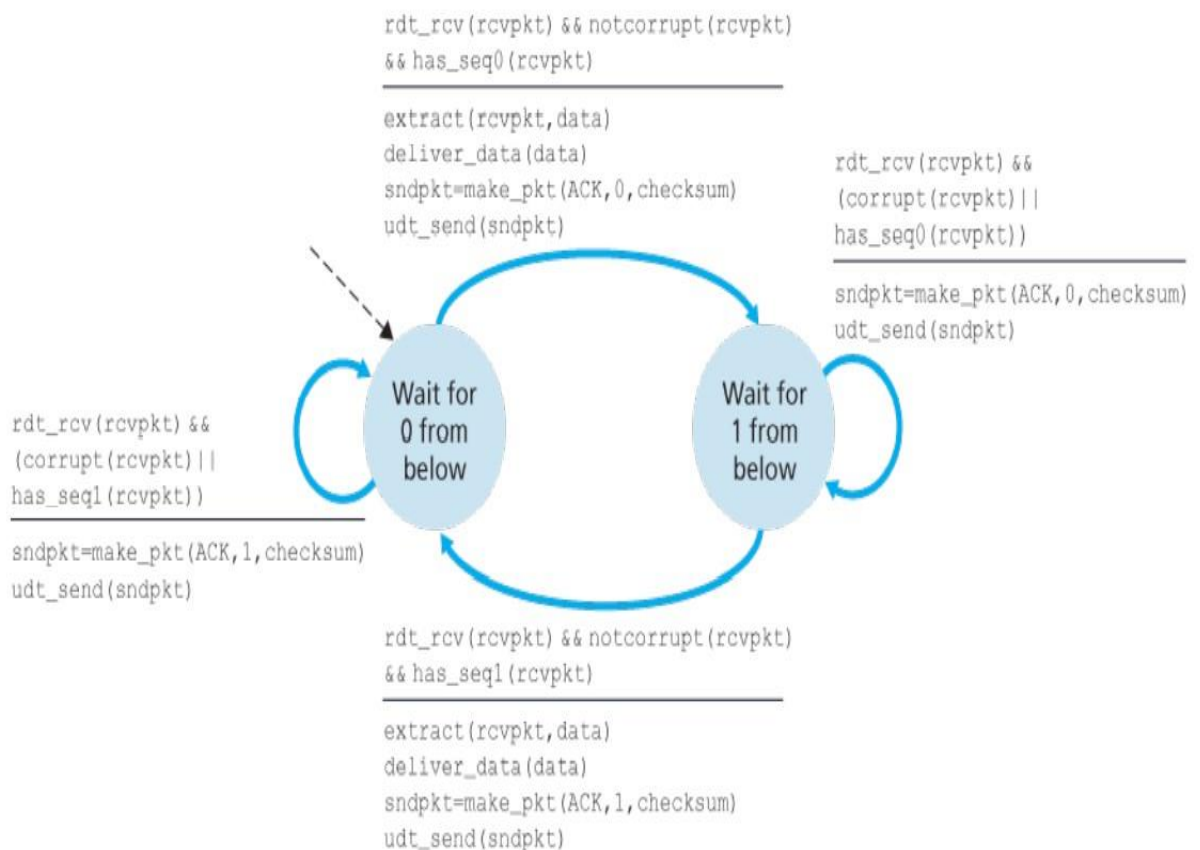 rdt_rcv(rcvpkt) && notcorrupt(rcvpkt)
&& has_seq0(rcvpkt)
extract(rcvpkt,data)
deliver_data(data)
sndpkt=make_pkt(ACK,0,checksum)
udt_send(sndpkt)
rdt_rcv(rcvpkt) &&
(corrupt(rcvpkt)||
has_seq0(rcvpkt))
sndpkt=make_pkt(ACK,0,checksum)
udt_send(sndpkt)
Wait for
0 from
below
Wait for
1 from
below
rdt_rcv(rcvpkt) &&
(corrupt(rcvpkt)||
has_seq1(rcvpkt))
sndpkt=make_pkt(ACK,1,checksum)
udt_send(sndpkt)
rdt_rcv(rcvpkt) && notcorrupt(rcvpkt)
&& has_seq1(rcvpkt)
extract(rcvpkt,data)
deliver_data(data)
sndpkt=make_pkt(ACK,1,checksum)
udt_send(sndpkt)